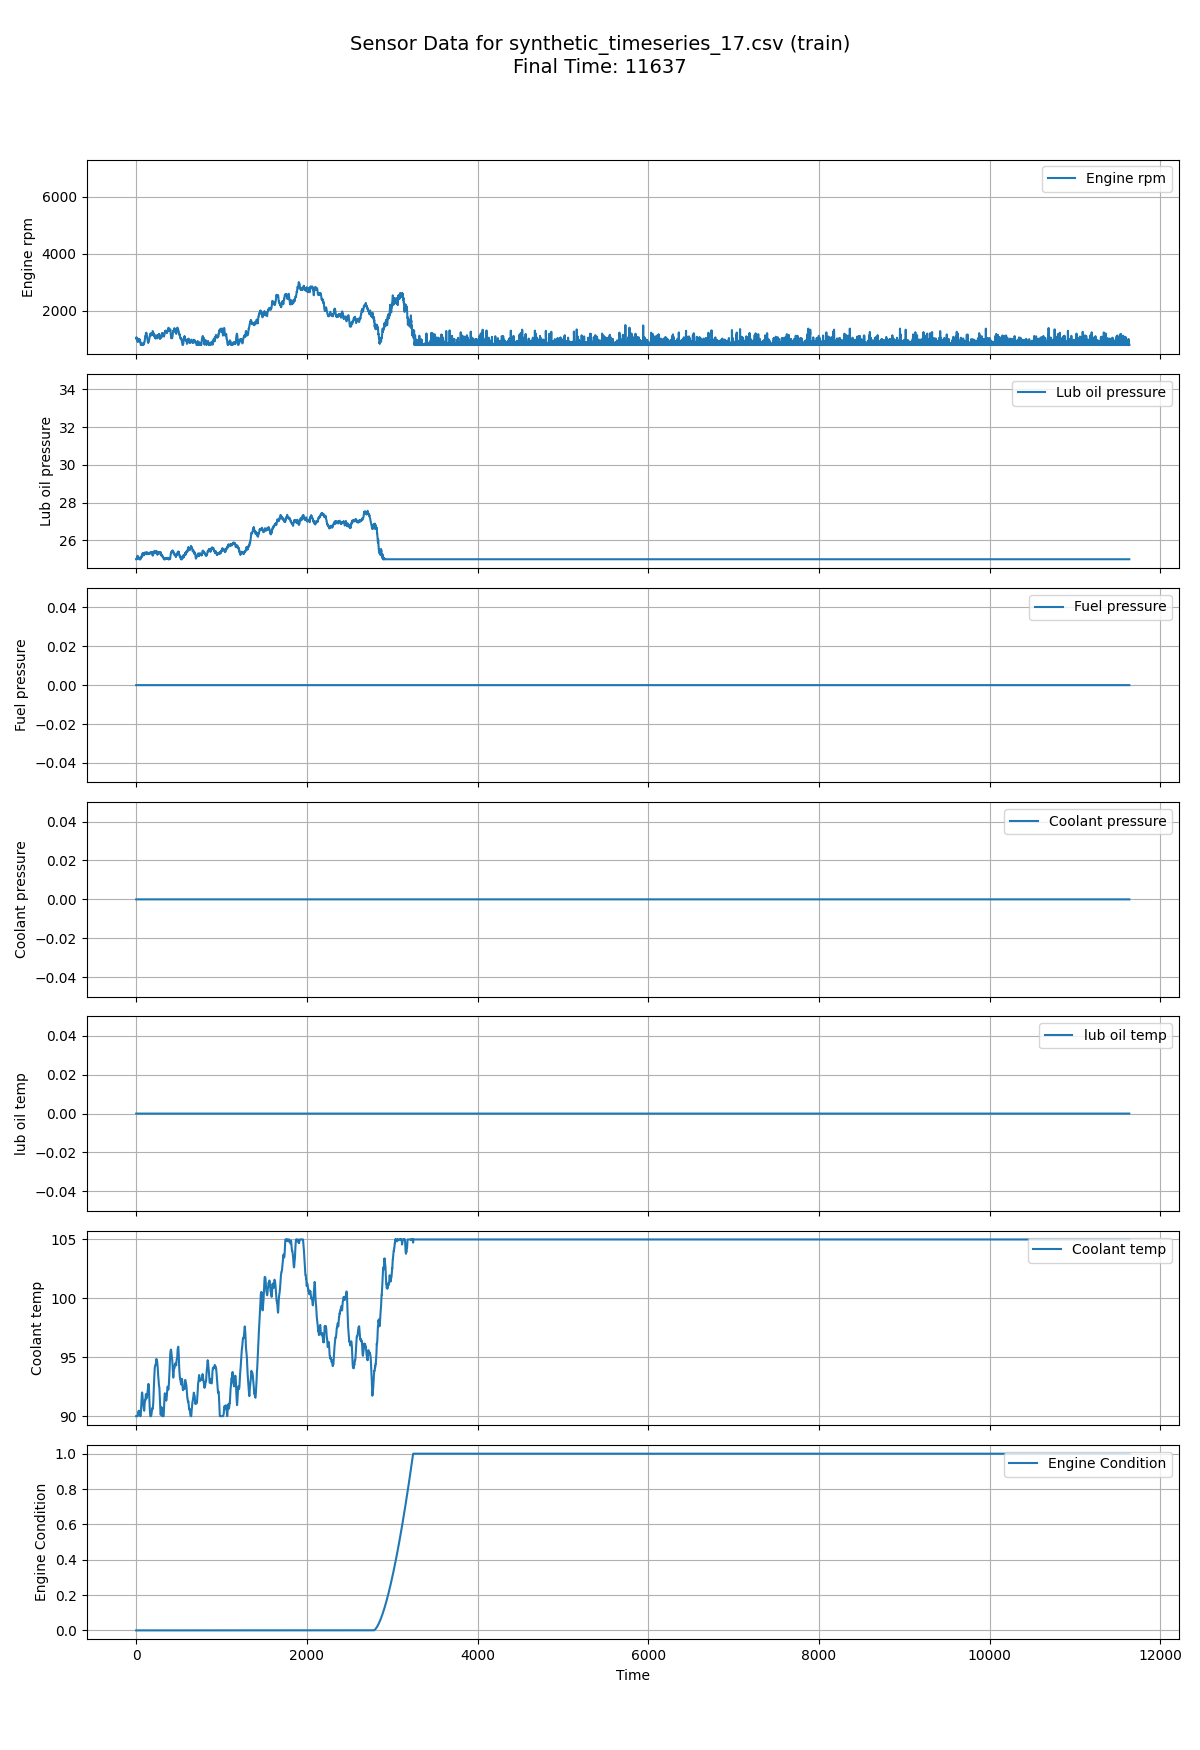 Sensor Data for synthetic_timeseries_17.csv (train)
Final Time: 11637
Engine rpm
6000
4000
2000
Engine rpm
Lub oil pressure
34
32
30
28
26
Lub oil pressure
Fuel pressure
0.04
0.02
0.00
−0.02
−0.04
Fuel pressure
Coolant pressure
0.04
0.02
0.00
−0.02
−0.04
Coolant pressure
lub oil temp
0.04
0.02
0.00
−0.02
−0.04
lub oil temp
Coolant temp
105
100
95
90
Coolant temp
Engine Condition
1.0
0.8
0.6
0.4
0.2
0.0
Engine Condition
0 2000 4000 6000 8000 10000 12000
Time